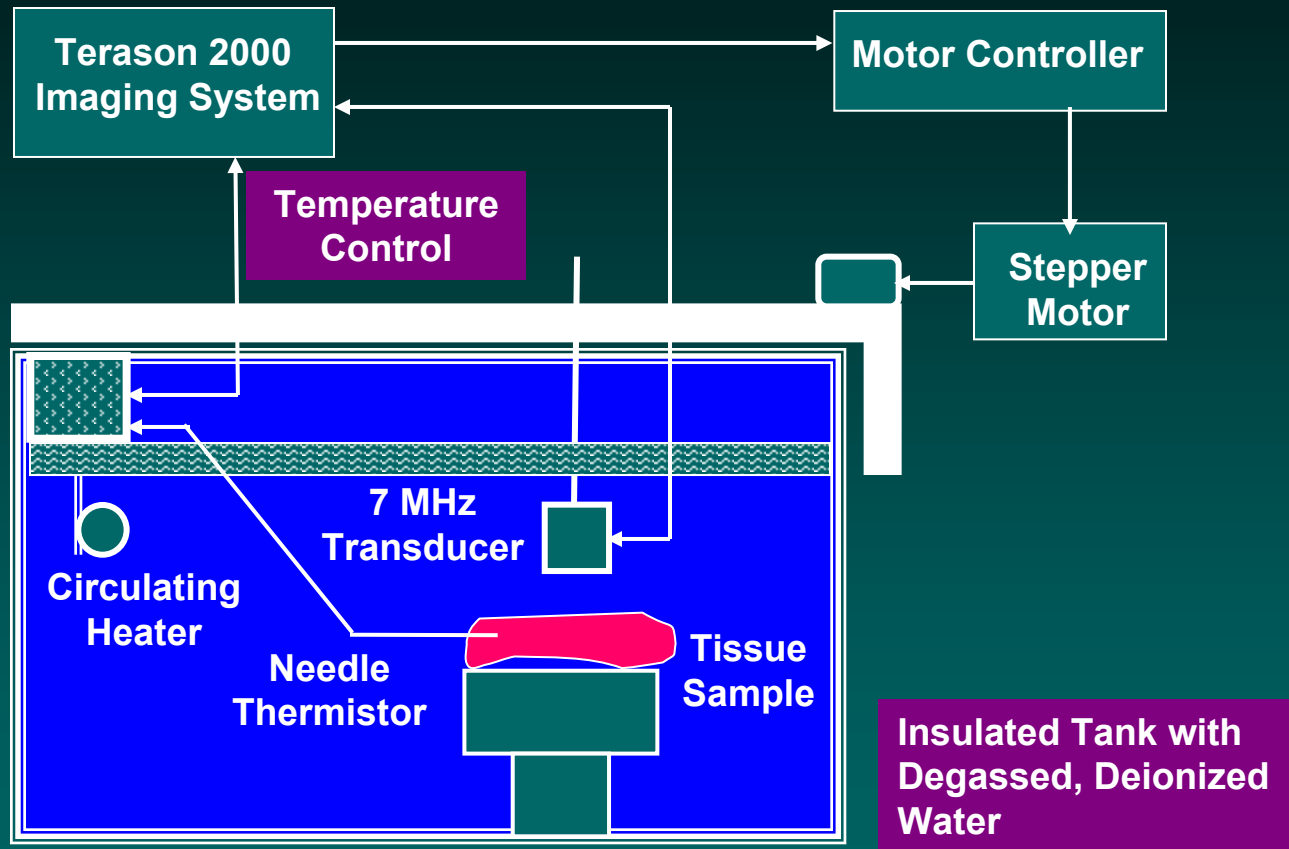 Terason 2000
Imaging System
Motor Controller
Temperature
Control
Stepper
Motor
7 MHz
Transducer
Circulating
Heater
Needle
Thermistor
Tissue
Sample
Insulated Tank with
Degassed, Deionized
Water